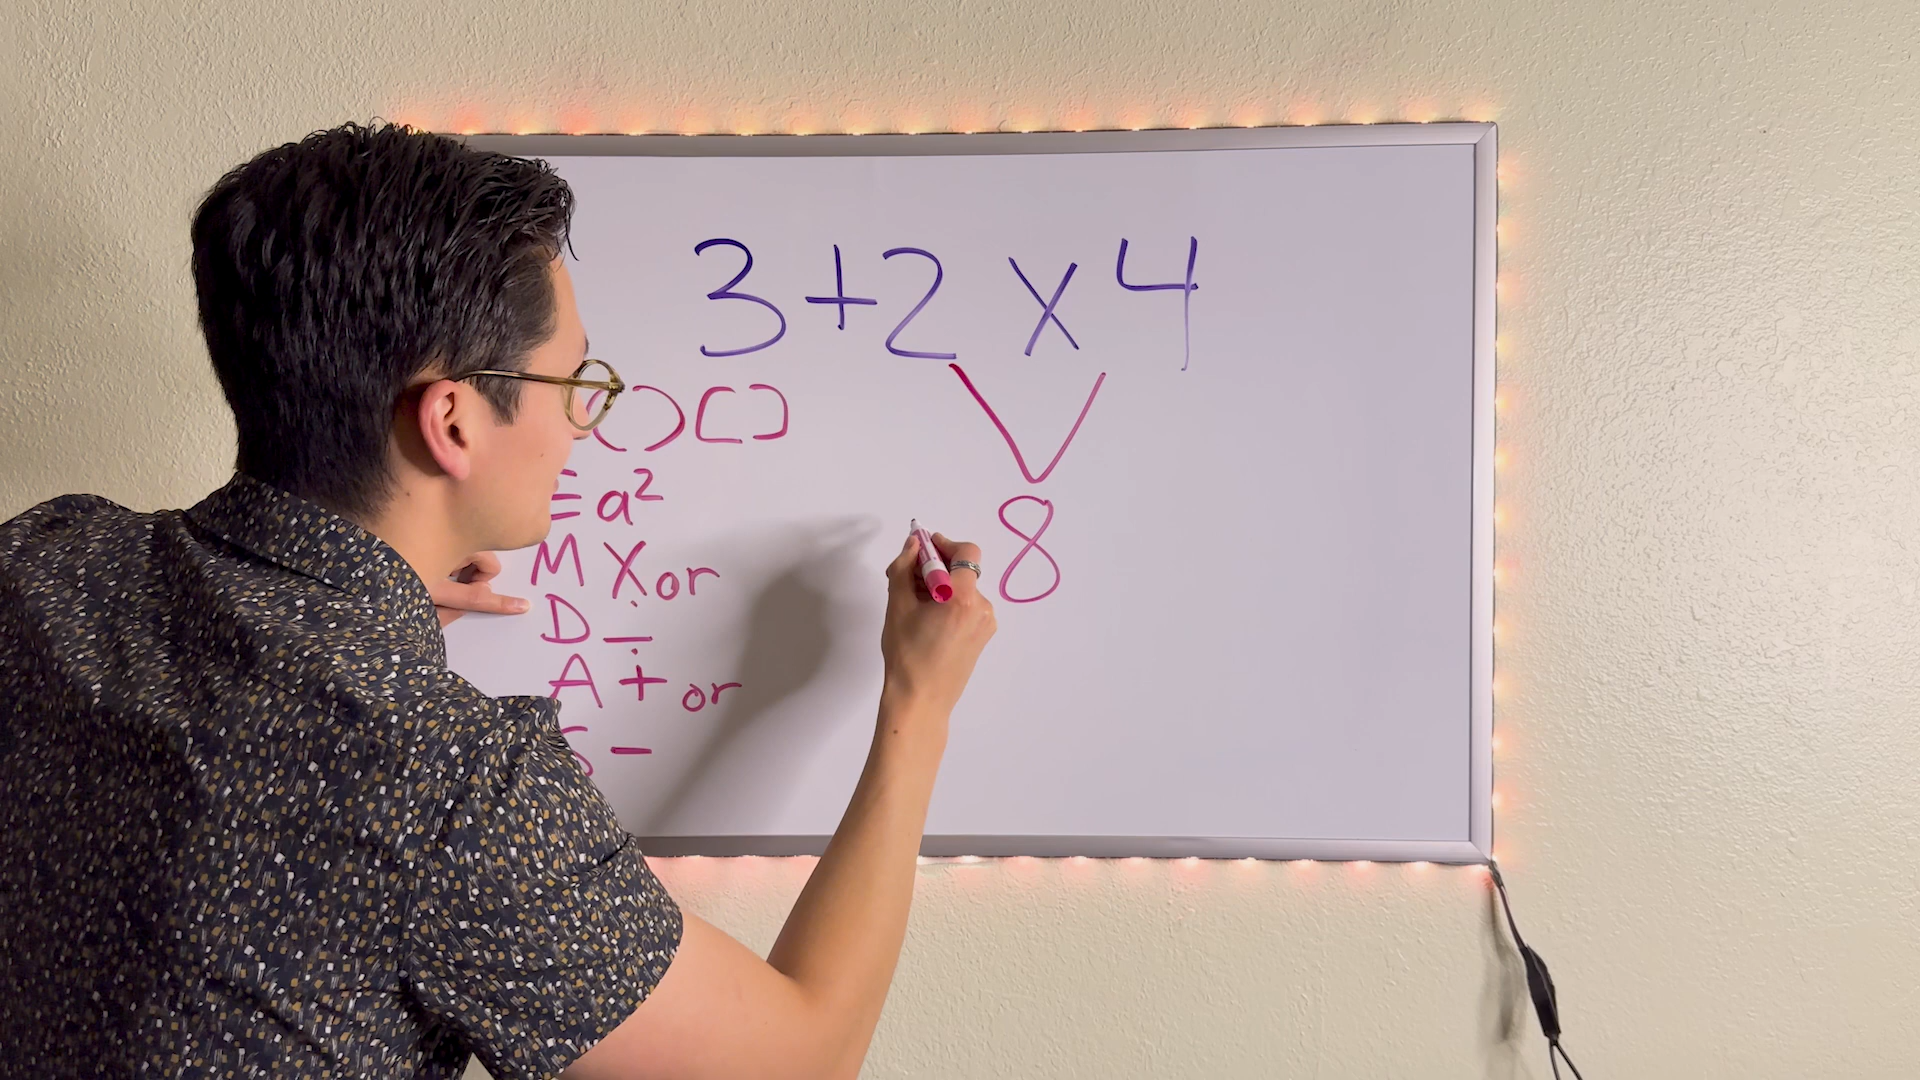 3+2 x 4
()[]
E a²
8
M X or
D ÷
A + or
S -